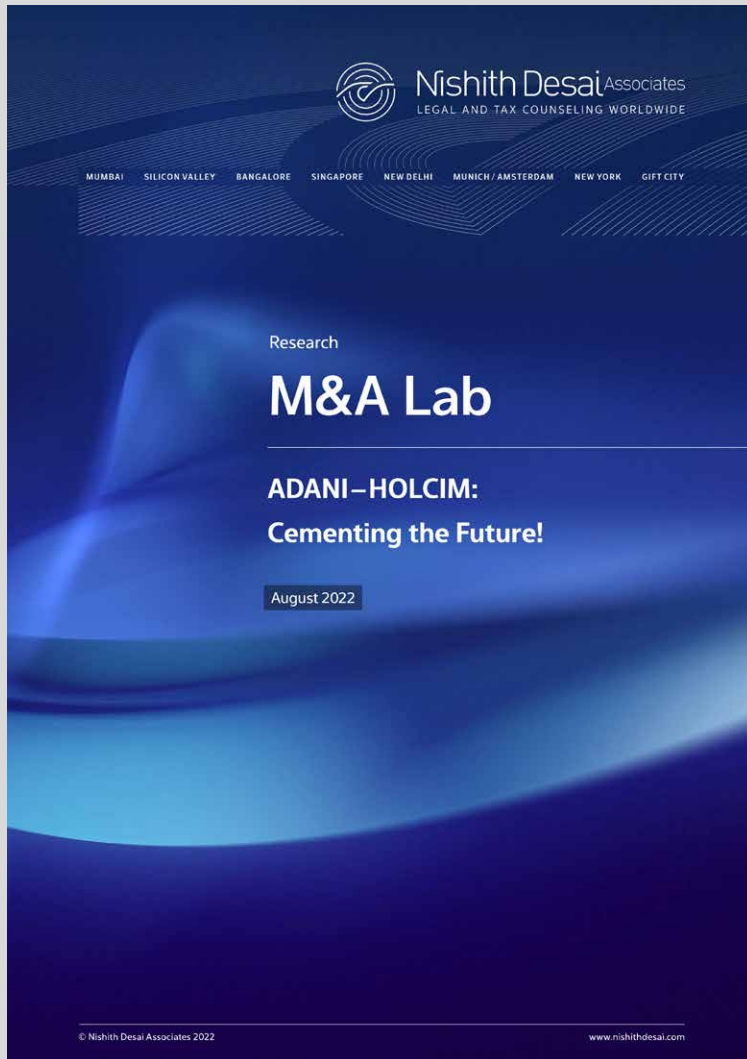 Nishith Desai Associates
LEGAL AND TAX COUNSELING WORLDWIDE
MUMBAI SILICON VALLEY BANGALORE SINGAPORE NEW DELHI MUNICH / AMSTERDAM NEW YORK GIFT CITY
Research
M&A Lab
ADANI–HOLCIM:
Cementing the Future!
August 2022
© Nishith Desai Associates 2022 www.nishithdesai.com